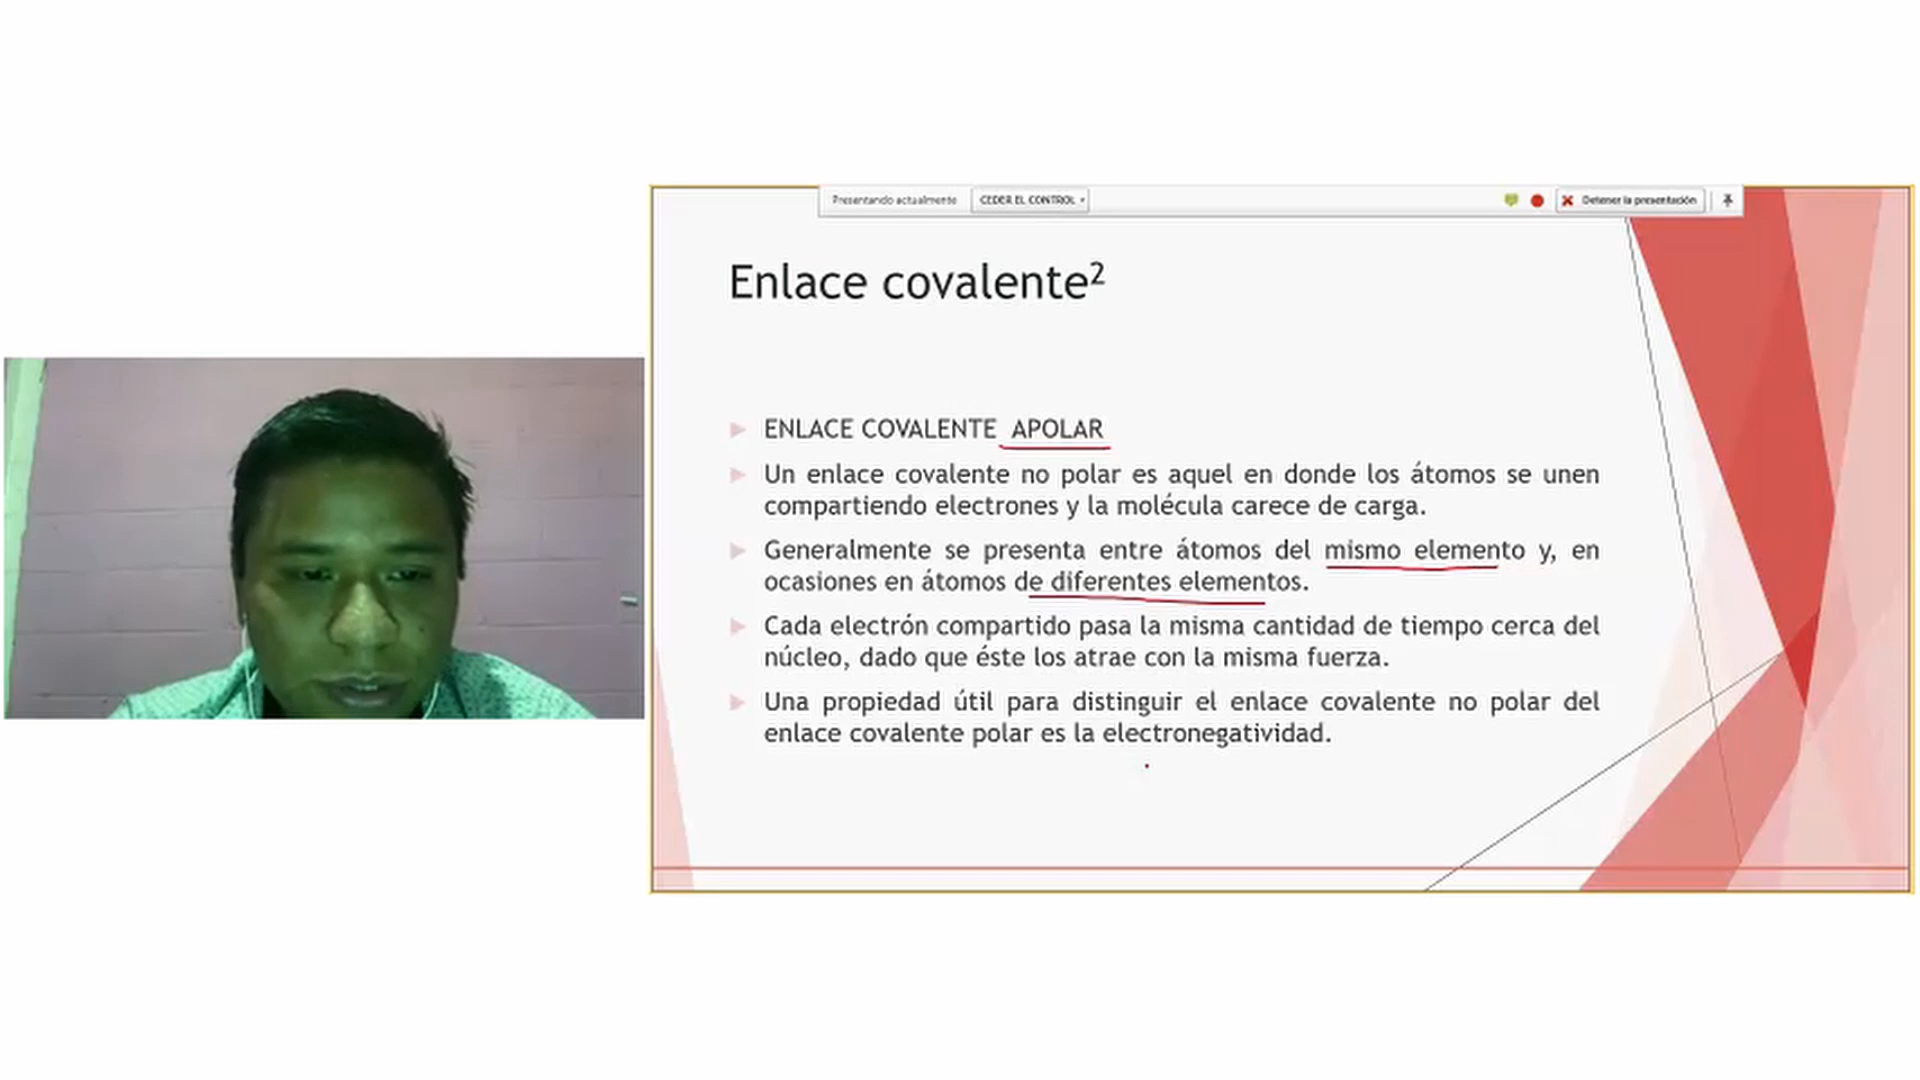 Presentando actualmente CEDER EL CONTROL Detener la presentación
Enlace covalente²
ENLACE COVALENTE APOLAR
Un enlace covalente no polar es aquel en donde los átomos se unen
compartiendo electrones y la molécula carece de carga.
Generalmente se presenta entre átomos del mismo elemento y, en
ocasiones en átomos de diferentes elementos.
Cada electrón compartido pasa la misma cantidad de tiempo cerca del
núcleo, dado que éste los atrae con la misma fuerza.
Una propiedad útil para distinguir el enlace covalente no polar del
enlace covalente polar es la electronegatividad.